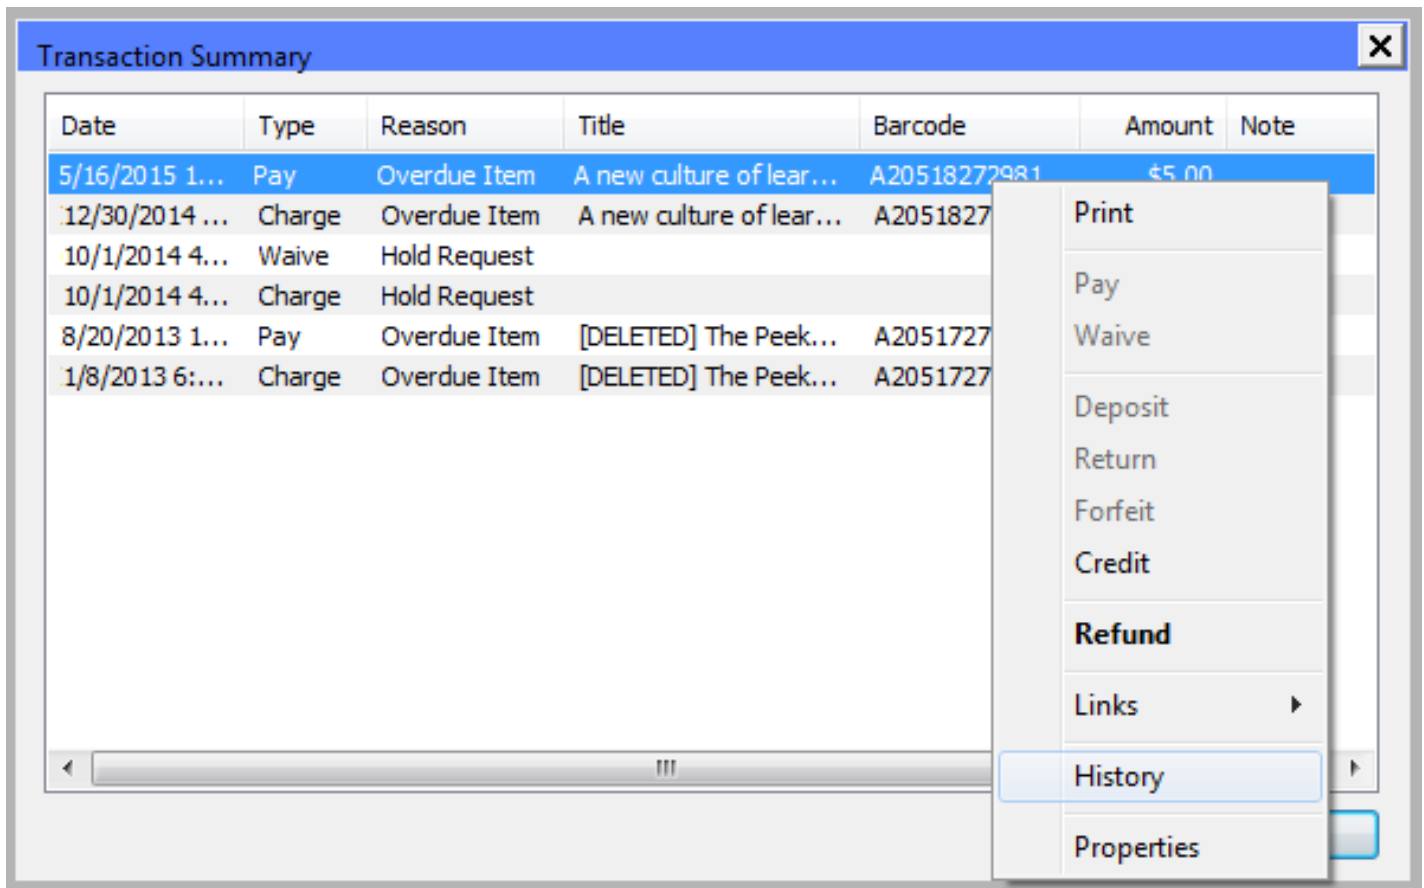 Transaction Summary
Date Type Reason Title Barcode Amount Note
5/16/2015 1... Pay Overdue Item A new culture of lear... A20518272981 $5.00
12/30/2014 ... Charge Overdue Item A new culture of lear... A2051827
10/1/2014 4... Waive Hold Request
10/1/2014 4... Charge Hold Request
8/20/2013 1... Pay Overdue Item [DELETED] The Peek... A2051727
1/8/2013 6:... Charge Overdue Item [DELETED] The Peek... A2051727
Print
Pay
Waive
Deposit
Return
Forfeit
Credit
Refund
Links
History
Properties